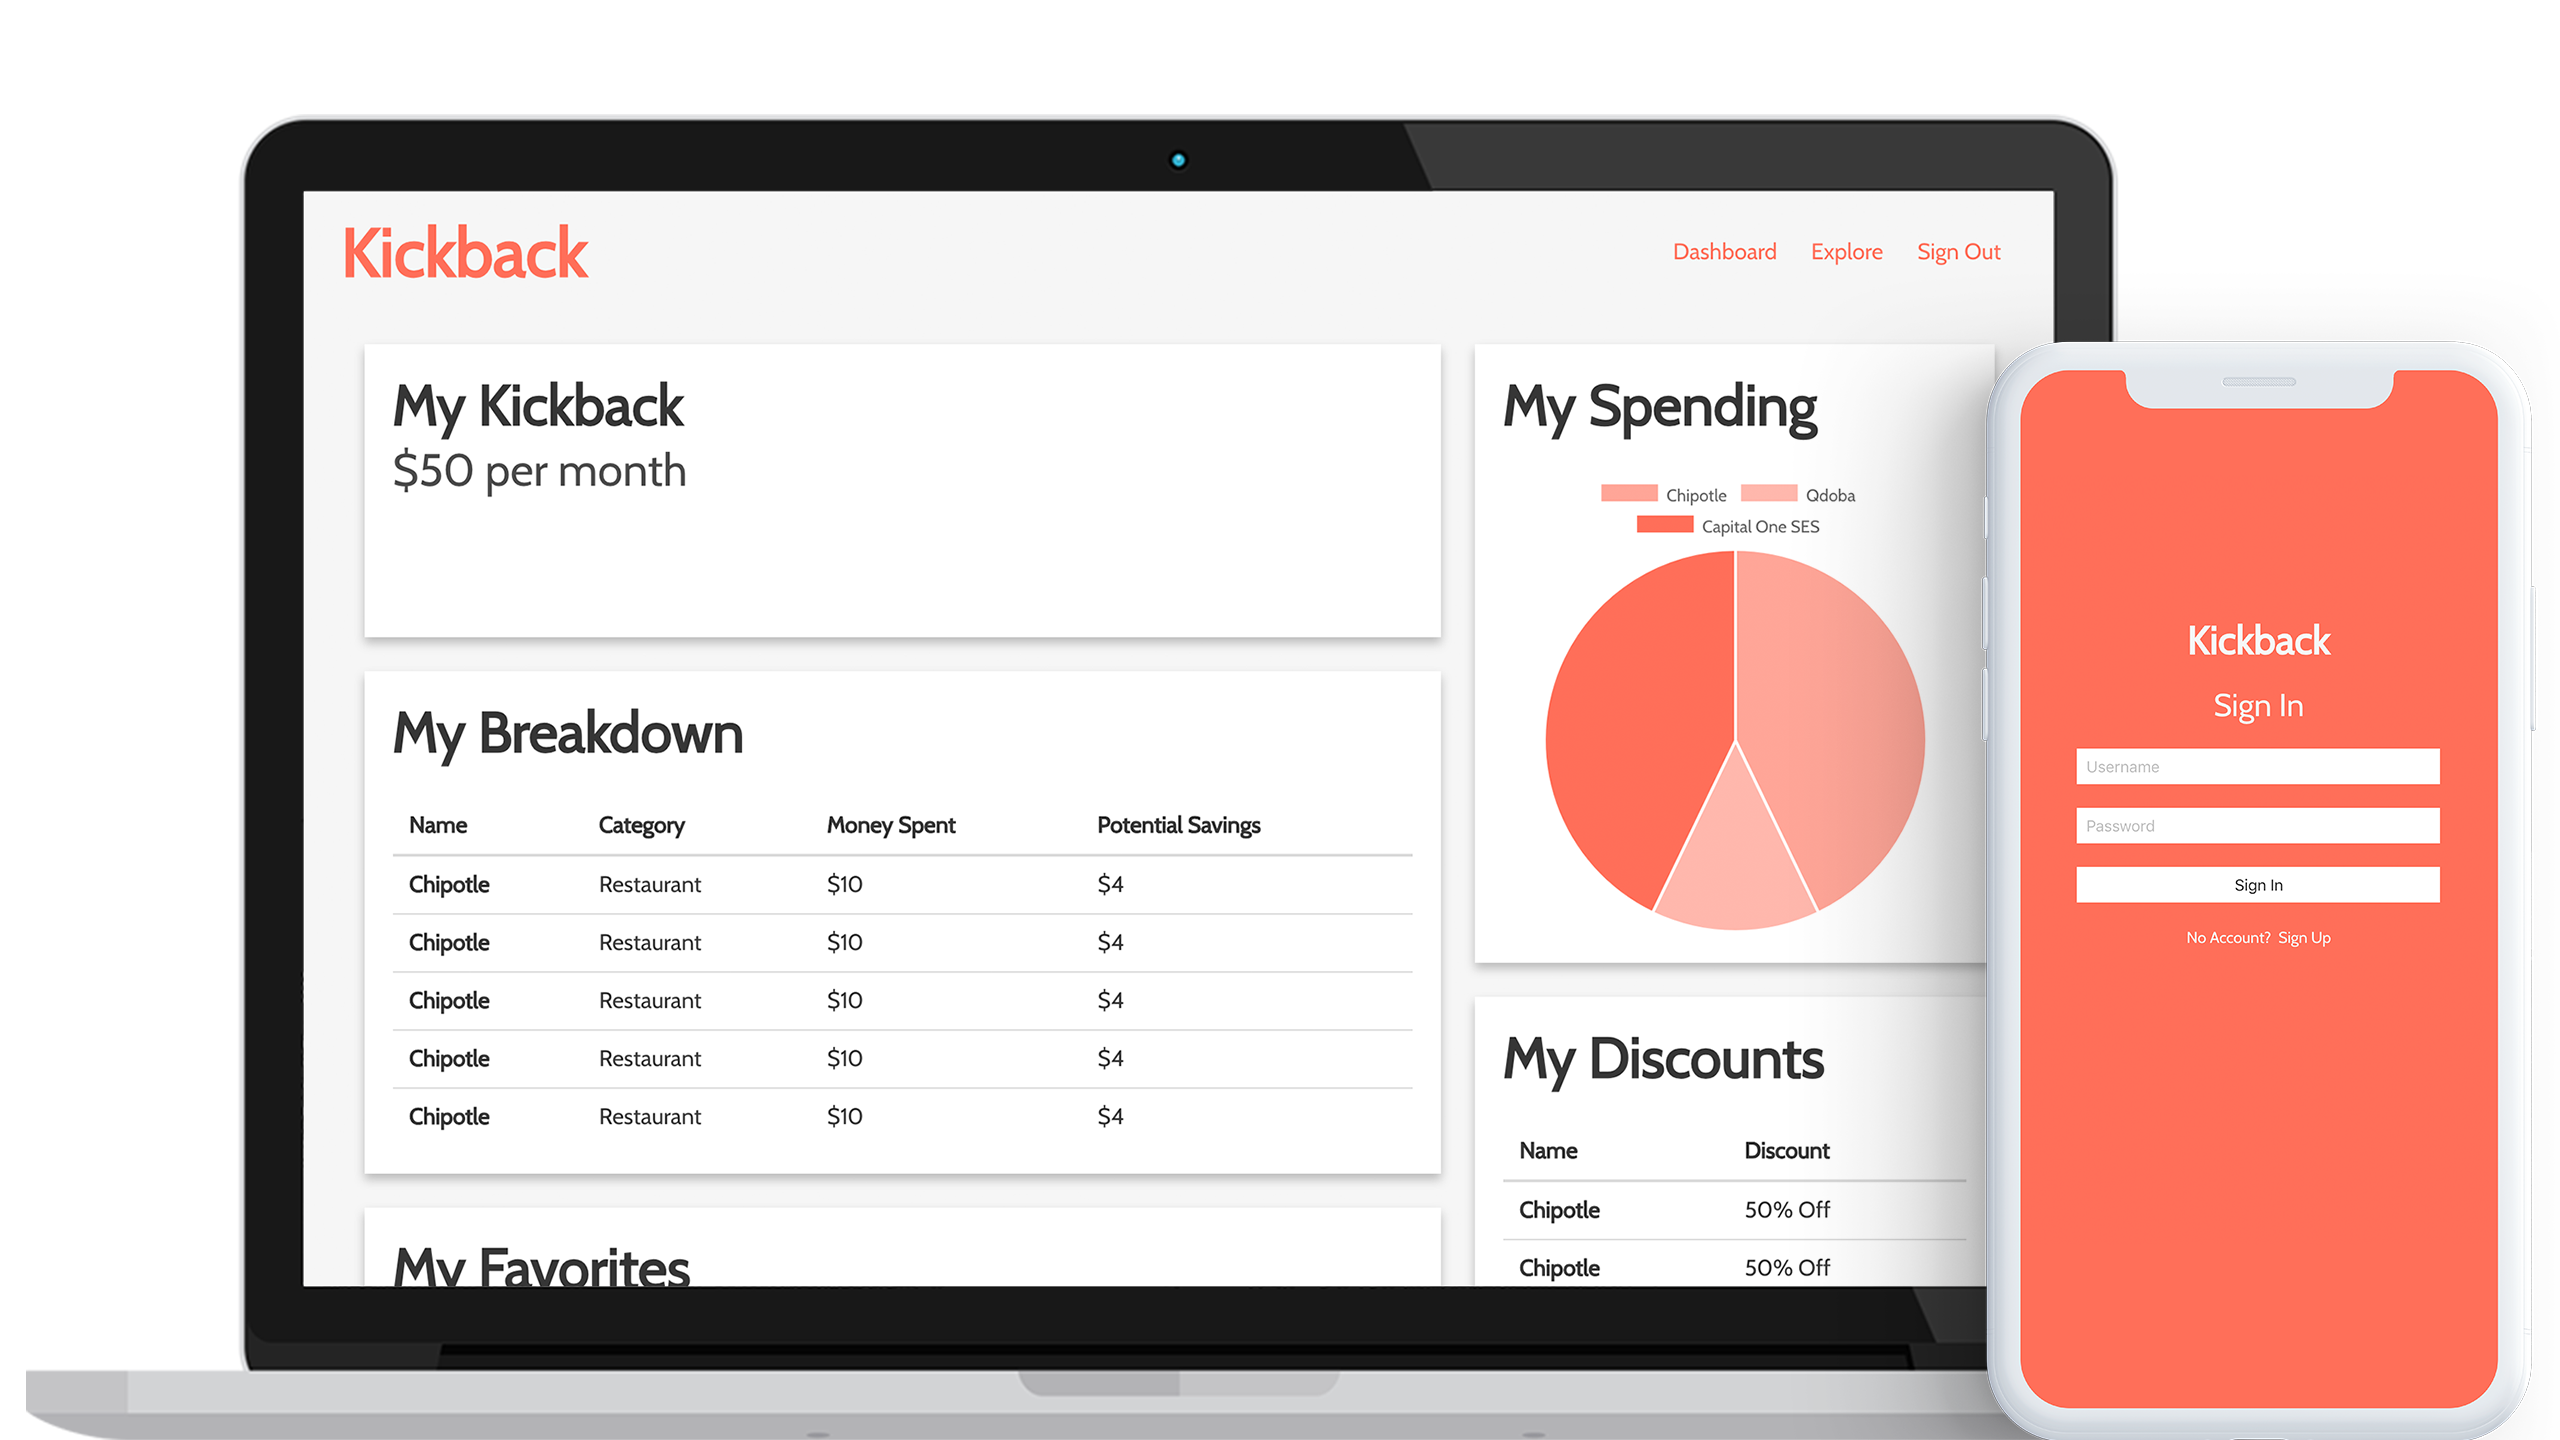 Kickback
Dashboard Explore Sign Out
My Kickback
$50 per month
My Breakdown
Name Category Money Spent Potential Savings
Chipotle Restaurant $10 $4
Chipotle Restaurant $10 $4
Chipotle Restaurant $10 $4
Chipotle Restaurant $10 $4
Chipotle Restaurant $10 $4
My Favorites
My Spending
Chipotle Qdoba
Capital One SES
My Discounts
Name Discount
Chipotle 50% Off
Chipotle 50% Off
Kickback
Sign In
Username
Password
Sign In
No Account? Sign Up